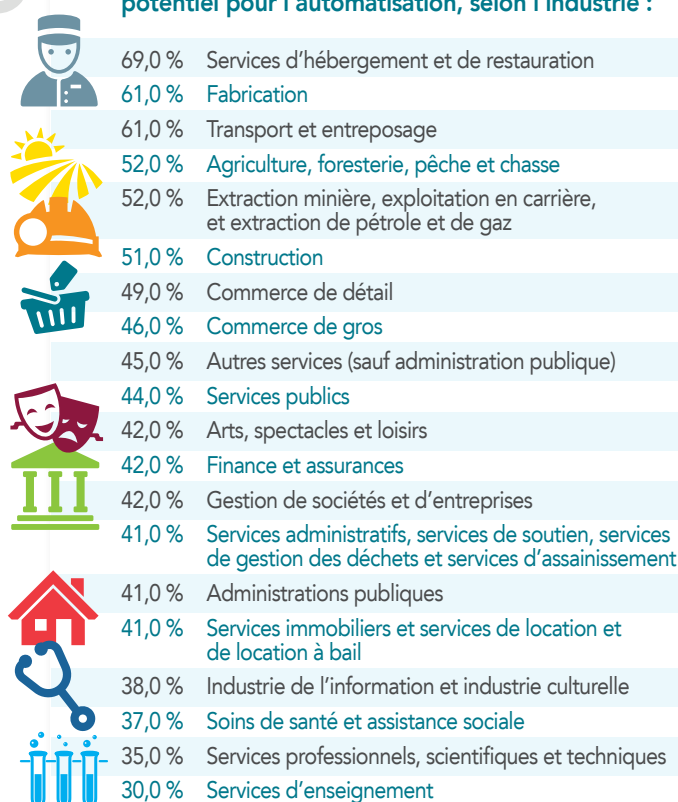 potentiel pour l'automatisation, selon l'industrie :
69,0 % Services d'hébergement et de restauration
61,0 % Fabrication
61,0 % Transport et entreposage
52,0 % Agriculture, foresterie, pêche et chasse
52,0 % Extraction minière, exploitation en carrière,
et extraction de pétrole et de gaz
51,0 % Construction
49,0 % Commerce de détail
46,0 % Commerce de gros
45,0 % Autres services (sauf administration publique)
44,0 % Services publics
42,0 % Arts, spectacles et loisirs
42,0 % Finance et assurances
42,0 % Gestion de sociétés et d'entreprises
41,0 % Services administratifs, services de soutien, services
de gestion des déchets et services d'assainissement
41,0 % Administrations publiques
41,0 % Services immobiliers et services de location et
de location à bail
38,0 % Industrie de l'information et industrie culturelle
37,0 % Soins de santé et assistance sociale
35,0 % Services professionnels, scientifiques et techniques
30,0 % Services d'enseignement